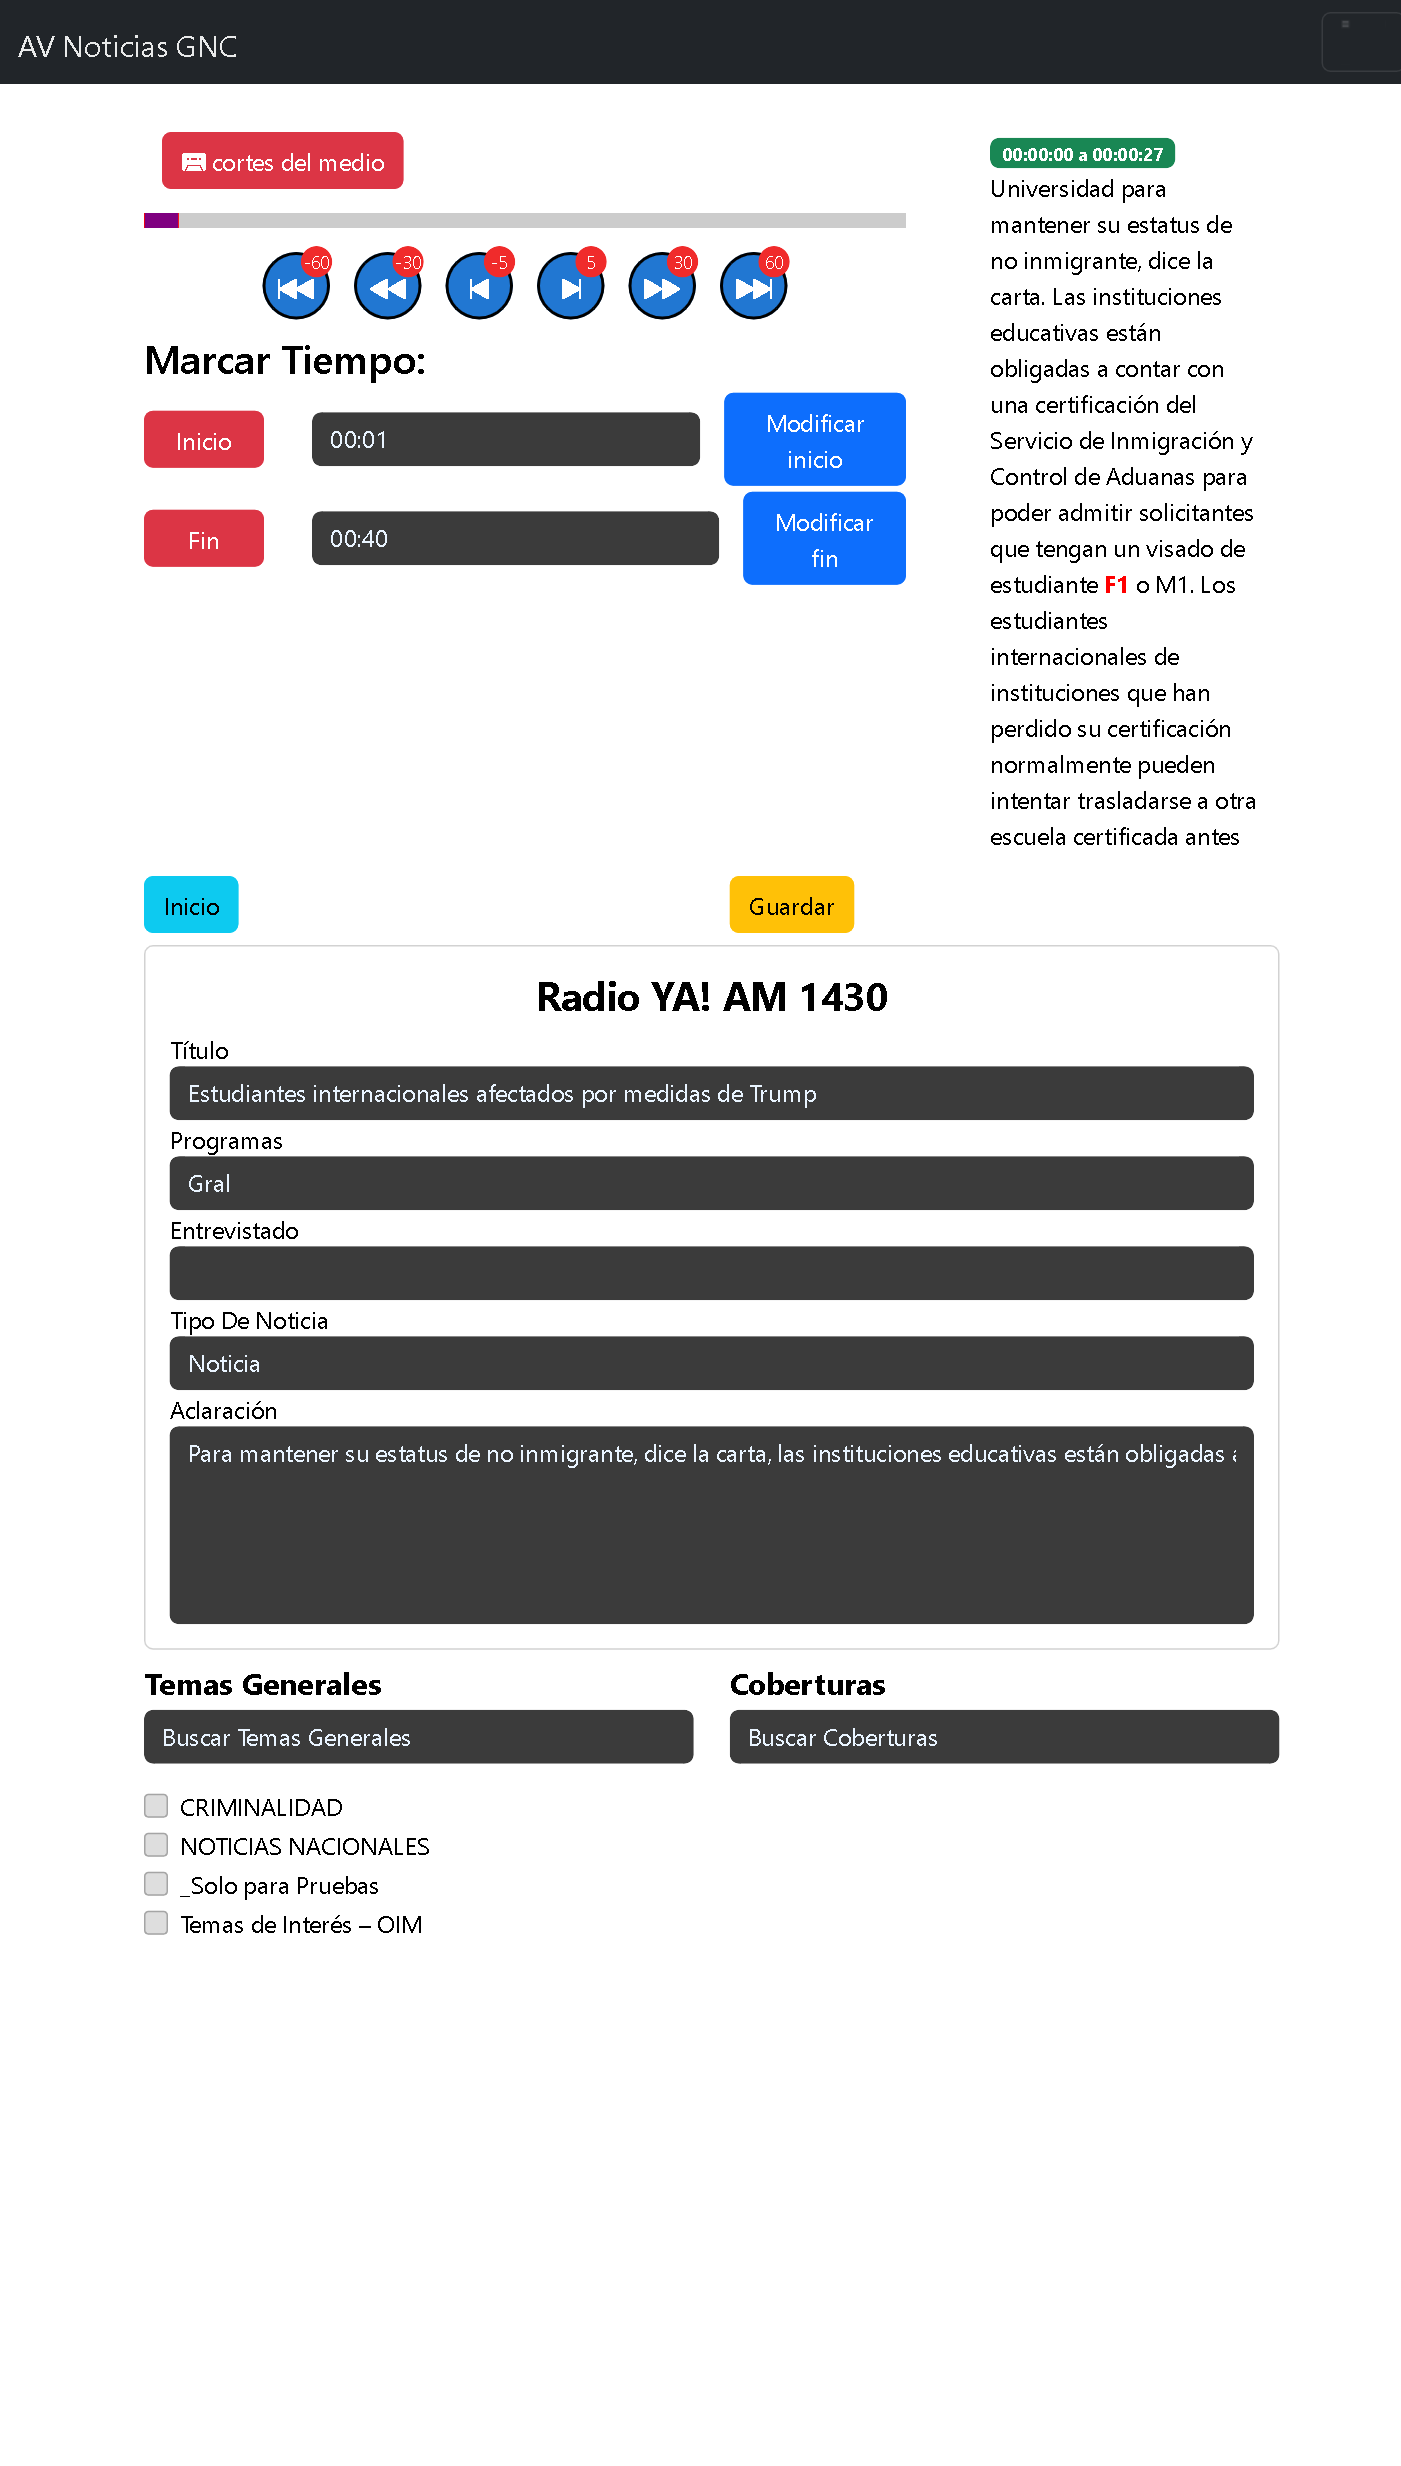 AV Noticias GNC
cortes del medio
-60
-30
-5
5
30
60
Marcar Tiempo:
Inicio
00:01
Modificar
inicio
Fin
00:40
Modificar
fin
00:00:00 a 00:00:27
Universidad para
mantener su estatus de
no inmigrante, dice la
carta. Las instituciones
educativas están
obligadas a contar con
una certificación del
Servicio de Inmigración y
Control de Aduanas para
poder admitir solicitantes
que tengan un visado de
estudiante F1 o M1. Los
estudiantes
internacionales de
instituciones que han
perdido su certificación
normalmente pueden
intentar trasladarse a otra
escuela certificada antes
Inicio
Guardar
Radio YA! AM 1430
Título
Estudiantes internacionales afectados por medidas de Trump
Programas
Gral
Entrevistado
Tipo De Noticia
Noticia
Aclaración
Para mantener su estatus de no inmigrante, dice la carta, las instituciones educativas están obligadas
Temas Generales
Buscar Temas Generales
CRIMINALIDAD
NOTICIAS NACIONALES
_Solo para Pruebas
Temas de Interés – OIM
Coberturas
Buscar Coberturas